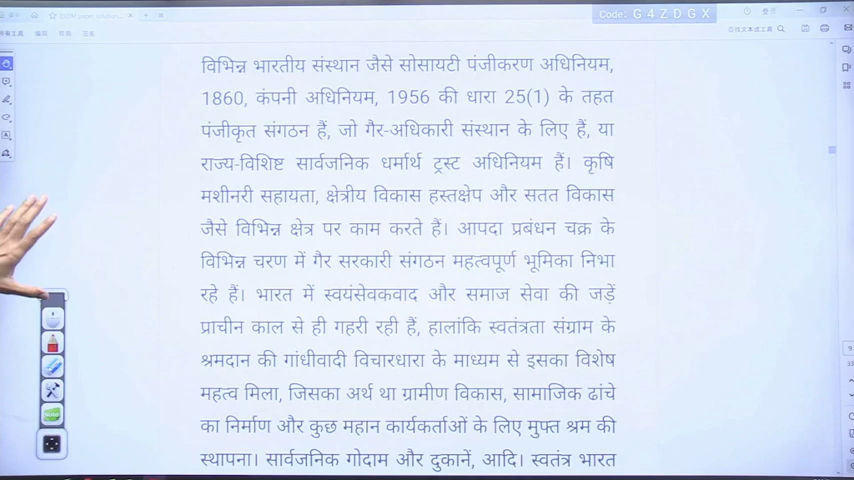 Code: G 4 Z D G X
विभिन्न भारतीय संस्थान जैसे सोसायटी पंजीकरण अधिनियम,
1860, कंपनी अधिनियम, 1956 की धारा 25(1) के तहत
पंजीकृत संगठन हैं, जो गैर-अधिकारी संस्थान के लिए हैं, या
राज्य-विशिष्ट सार्वजनिक धर्मार्थ ट्रस्ट अधिनियम हैं। कृषि
मशीनरी सहायता, क्षेत्रीय विकास हस्तक्षेप और सतत विकास
जैसे विभिन्न क्षेत्र पर काम करते हैं। आपदा प्रबंधन चक्र के
विभिन्न चरण में गैर सरकारी संगठन महत्वपूर्ण भूमिका निभा
रहे हैं। भारत में स्वयंसेवकवाद और समाज सेवा की जड़ें
प्राचीन काल से ही गहरी रही हैं, हालांकि स्वतंत्रता संग्राम के
श्रमदान की गांधीवादी विचारधारा के माध्यम से इसका विशेष
महत्व मिला, जिसका अर्थ था ग्रामीण विकास, सामाजिक ढांचे
का निर्माण और कुछ महान कार्यकर्ताओं के लिए मुफ्त श्रम की
स्थापना। सार्वजनिक गोदाम और दुकानें, आदि। स्वतंत्र भारत